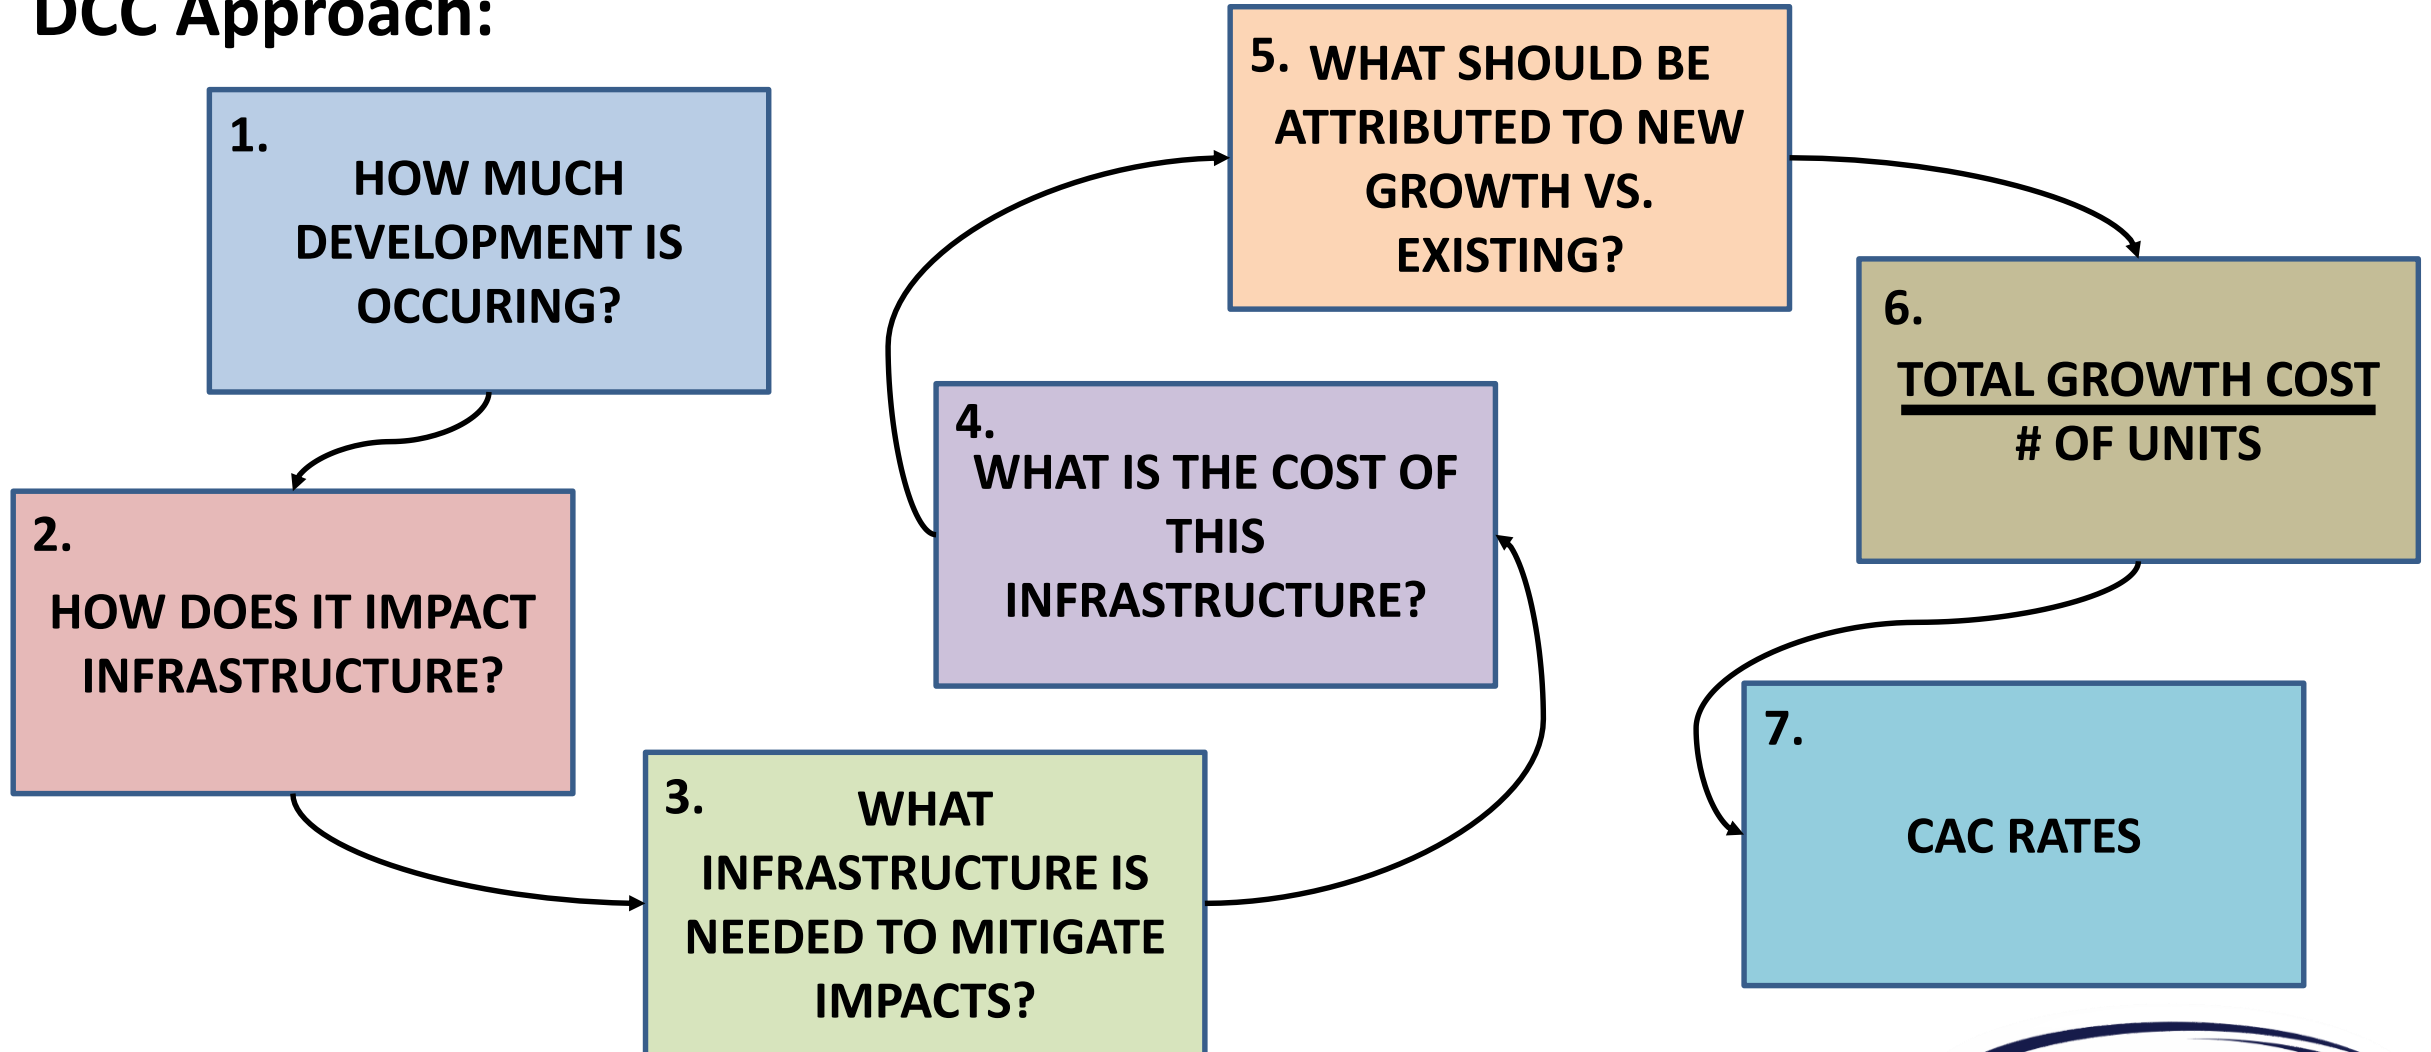 DCC Approach:
1.
HOW MUCH
DEVELOPMENT IS
OCCURING?
2.
HOW DOES IT IMPACT
INFRASTRUCTURE?
3.
WHAT
INFRASTRUCTURE IS
NEEDED TO MITIGATE
IMPACTS?
4.
WHAT IS THE COST OF
THIS
INFRASTRUCTURE?
5. WHAT SHOULD BE
ATTRIBUTED TO NEW
GROWTH VS.
EXISTING?
6.
TOTAL GROWTH COST
# OF UNITS
7.
CAC RATES